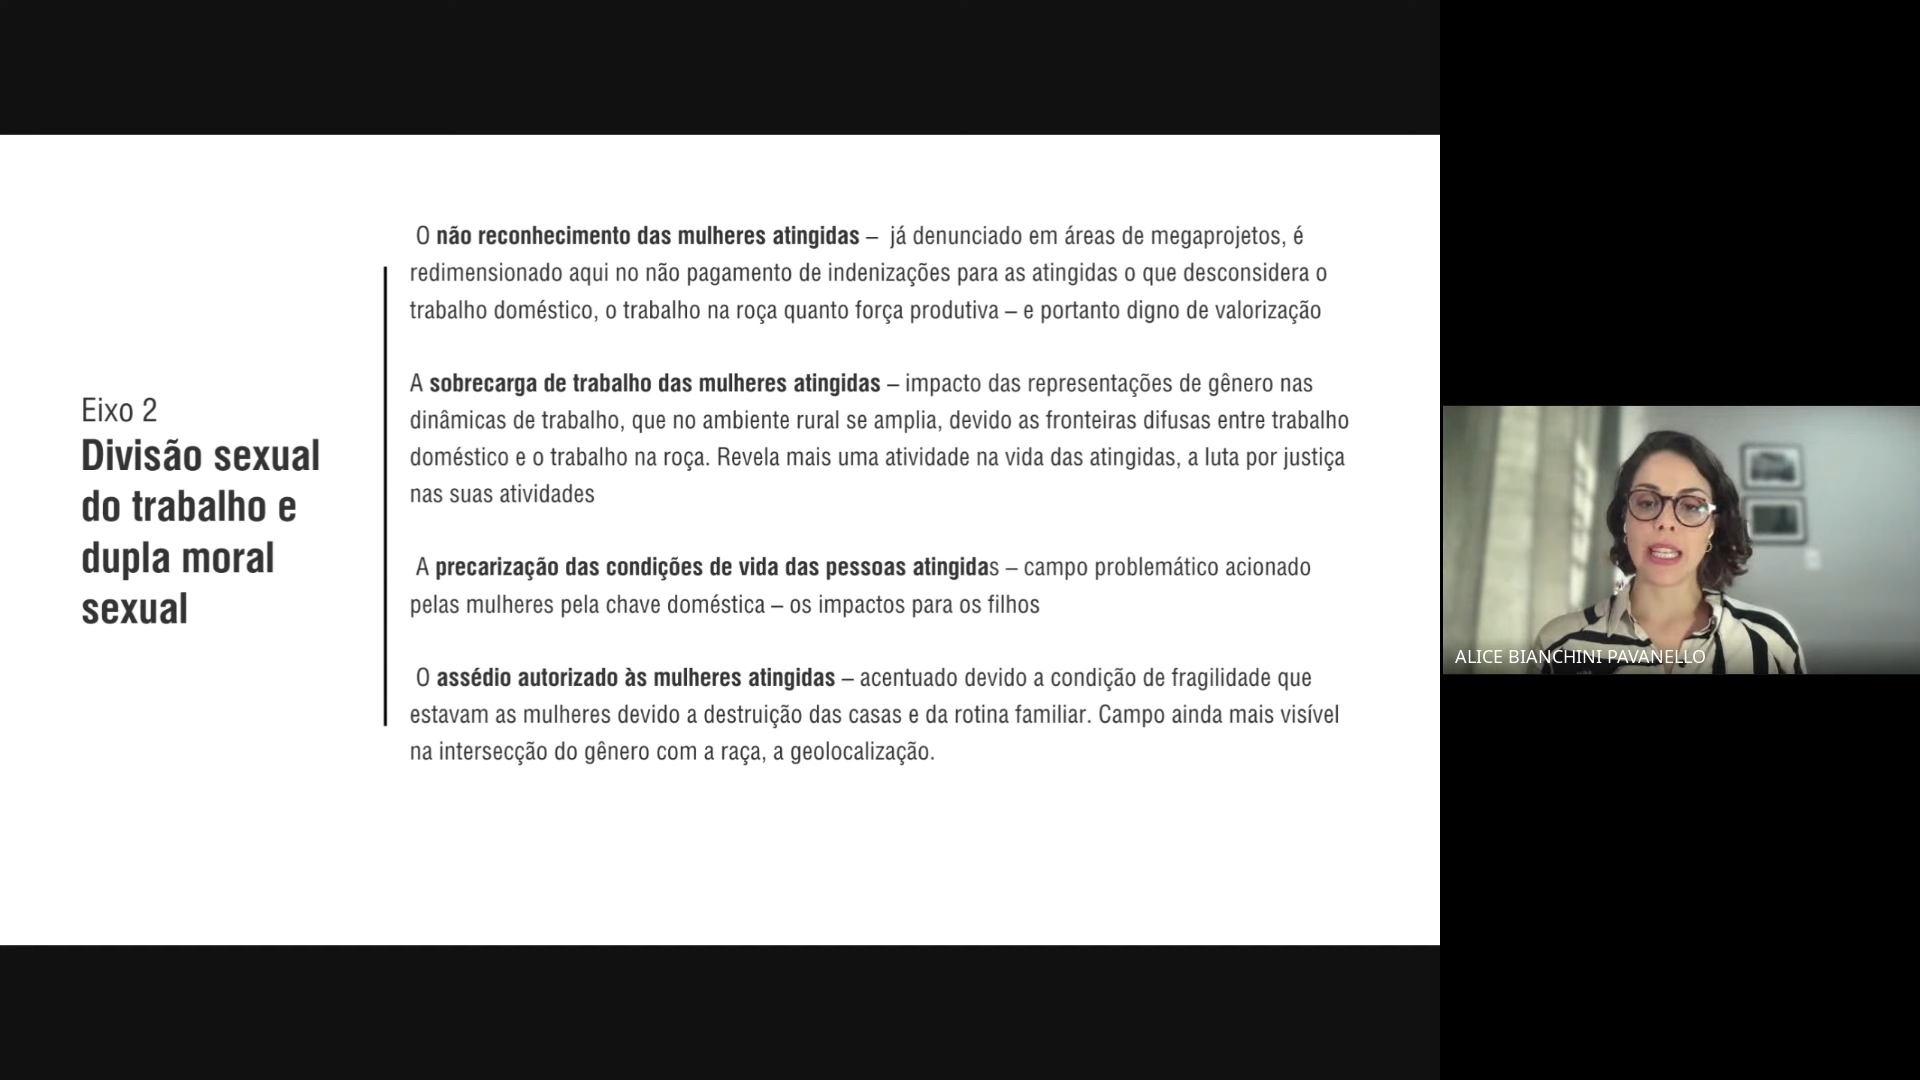 Eixo 2
Divisão sexual
do trabalho e
dupla moral
sexual
O não reconhecimento das mulheres atingidas – já denunciado em áreas de megaprojetos, é
redimensionado aqui no não pagamento de indenizações para as atingidas o que desconsidera o
trabalho doméstico, o trabalho na roça quanto força produtiva – e portanto digno de valorização
A sobrecarga de trabalho das mulheres atingidas – impacto das representações de gênero nas
dinâmicas de trabalho, que no ambiente rural se amplia, devido as fronteiras difusas entre trabalho
doméstico e o trabalho na roça. Revela mais uma atividade na vida das atingidas, a luta por justiça
nas suas atividades
A precarização das condições de vida das pessoas atingidas – campo problemático acionado
pelas mulheres pela chave doméstica – os impactos para os filhos
O assédio autorizado às mulheres atingidas – acentuado devido a condição de fragilidade que
estavam as mulheres devido a destruição das casas e da rotina familiar. Campo ainda mais visível
na intersecção do gênero com a raça, a geolocalização.
ALICE BIANCHINI PAVANELLO